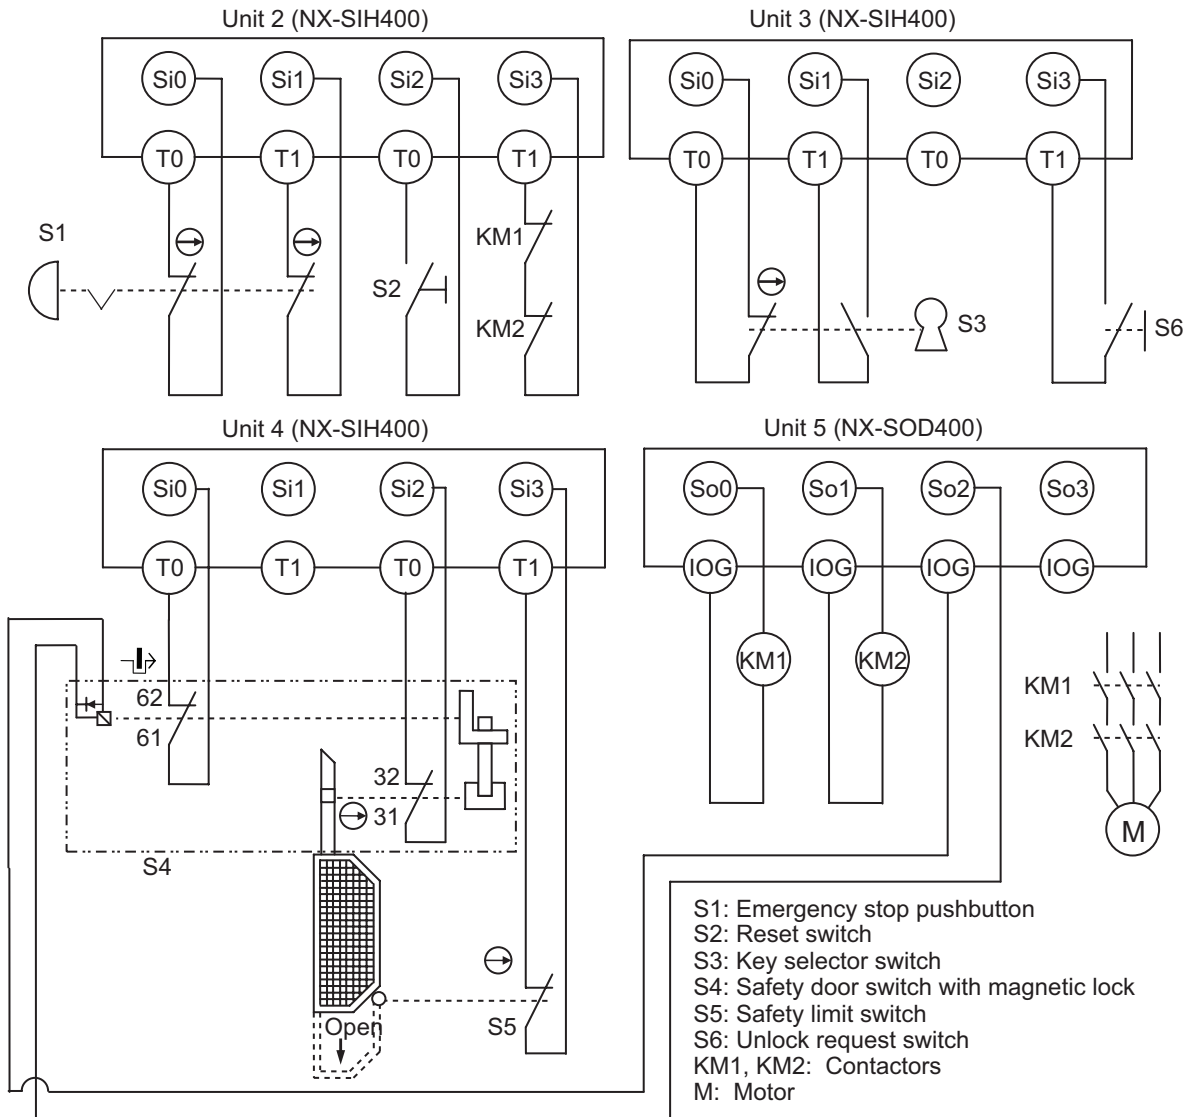 Unit 2 (NX-SIH400)
Unit 3 (NX-SIH400)
Si0 Si1 Si2 Si3
Si0 Si1 Si2 Si3
T0 T1 T0 T1
T0 T1 T0 T1
S1
KM1
S2
KM2
S3
S6
Unit 4 (NX-SIH400)
Unit 5 (NX-SOD400)
Si0 Si1 Si2 Si3
So0 So1 So2 So3
T0 T1 T0 T1
IOG IOG IOG IOG
KM1 KM2
62
61
32
31
S4
KM1
KM2
M
S5
Open
S1: Emergency stop pushbutton
S2: Reset switch
S3: Key selector switch
S4: Safety door switch with magnetic lock
S5: Safety limit switch
S6: Unlock request switch
KM1, KM2: Contactors
M: Motor